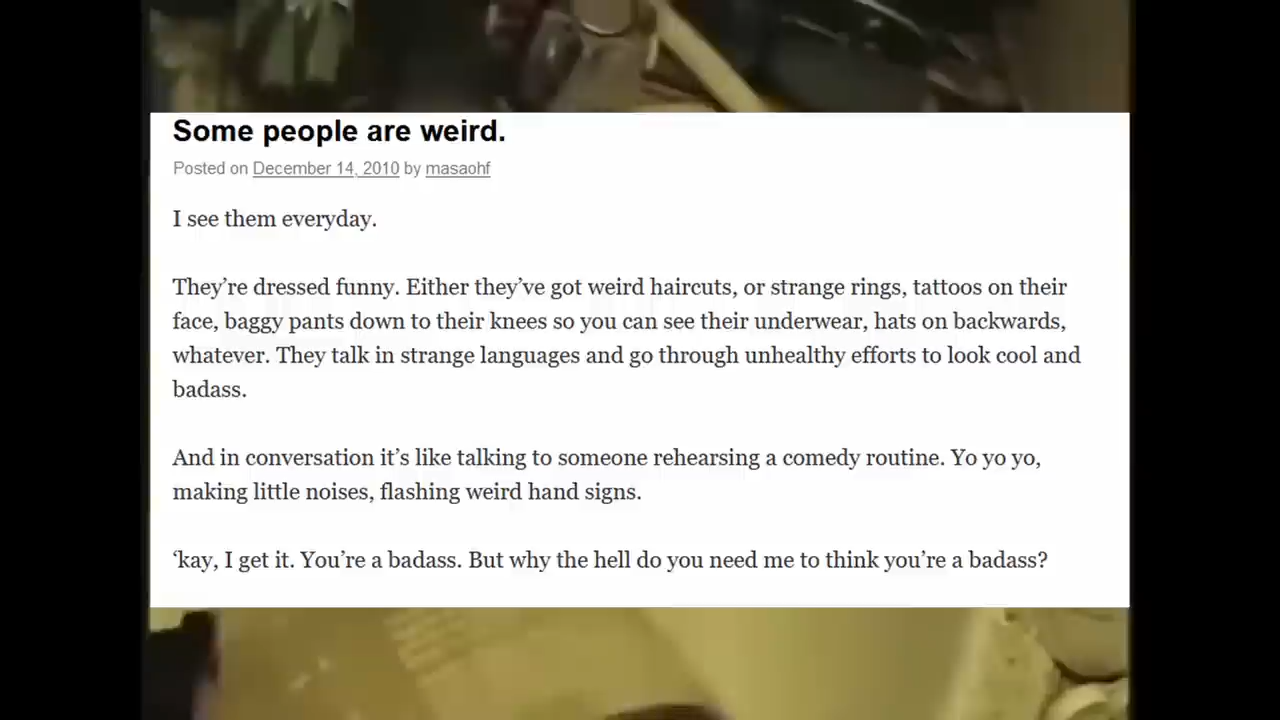 Some people are weird.
Posted on December 14, 2010 by masaohf
I see them everyday.
They’re dressed funny. Either they’ve got weird haircuts, or strange rings, tattoos on their
face, baggy pants down to their knees so you can see their underwear, hats on backwards,
whatever. They talk in strange languages and go through unhealthy efforts to look cool and
badass.
And in conversation it’s like talking to someone rehearsing a comedy routine. Yo yo yo,
making little noises, flashing weird hand signs.
‘kay, I get it. You’re a badass. But why the hell do you need me to think you’re a badass?